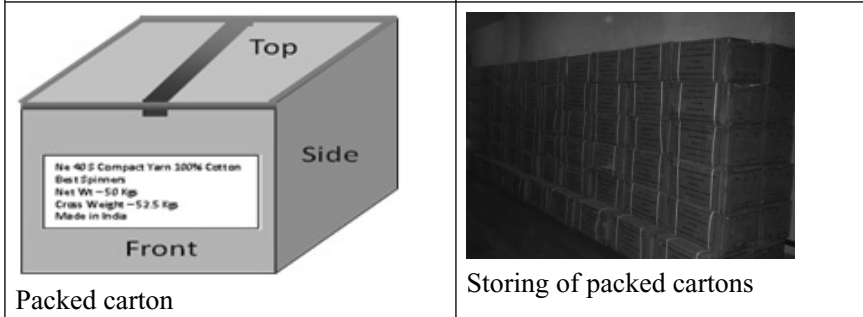 Top
Side
Ne 40 S Compact Yarn 100% Cotton
Best Spinners
Net Wt – 50 Kgs
Cross Weight – 52.5 Kgs
Made in India
Front
Packed carton
Storing of packed cartons